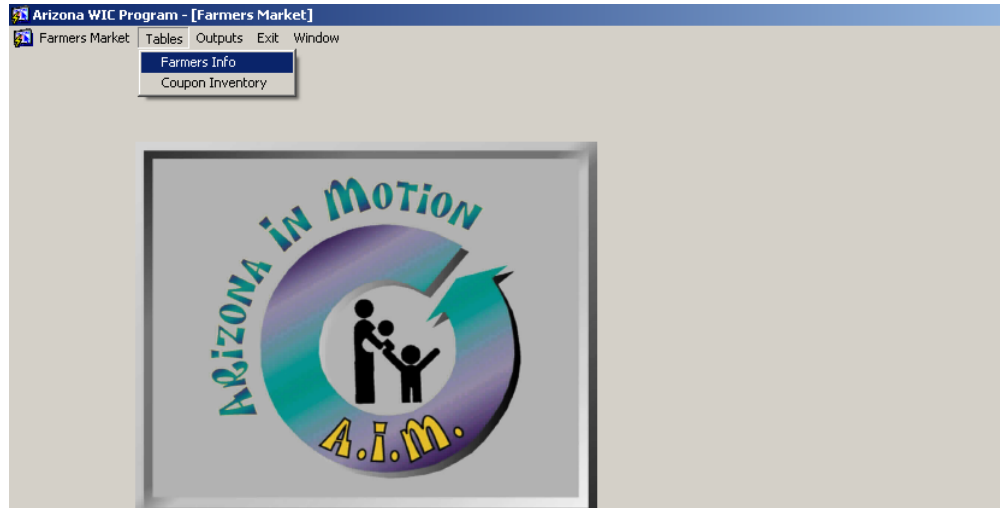 Arizona WIC Program - [Farmers Market]
Farmers Market Tables Outputs Exit Window
Farmers Info
Coupon Inventory
ARiZONA iN MOTiON
A.i.M.